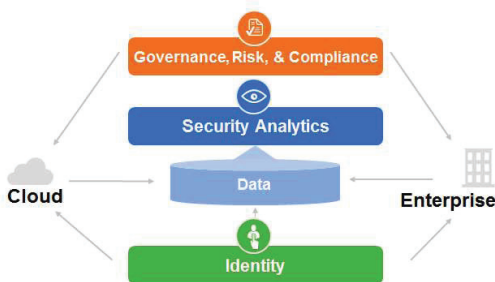 Governance, Risk, & Compliance
Security Analytics
Data
Cloud
Enterprise
Identity